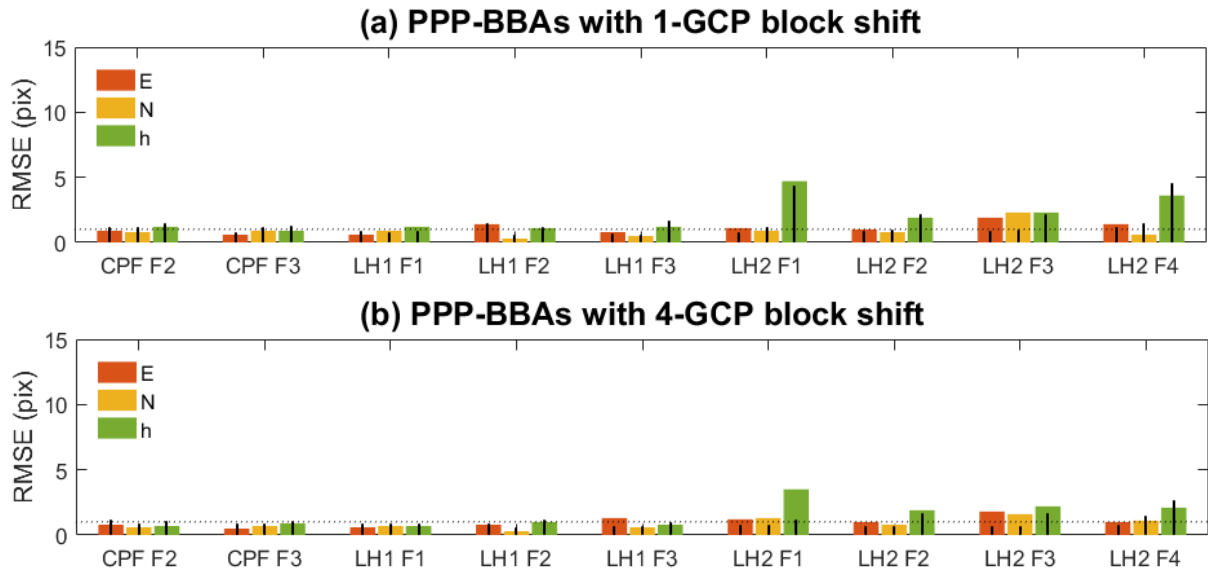 (a) PPP-BBAs with 1-GCP block shift
15
10
5
0
RMSE (pix)
E
N
h
CPF F2 CPF F3 LH1 F1 LH1 F2 LH1 F3 LH2 F1 LH2 F2 LH2 F3 LH2 F4
(b) PPP-BBAs with 4-GCP block shift
15
10
5
0
RMSE (pix)
E
N
h
CPF F2 CPF F3 LH1 F1 LH1 F2 LH1 F3 LH2 F1 LH2 F2 LH2 F3 LH2 F4